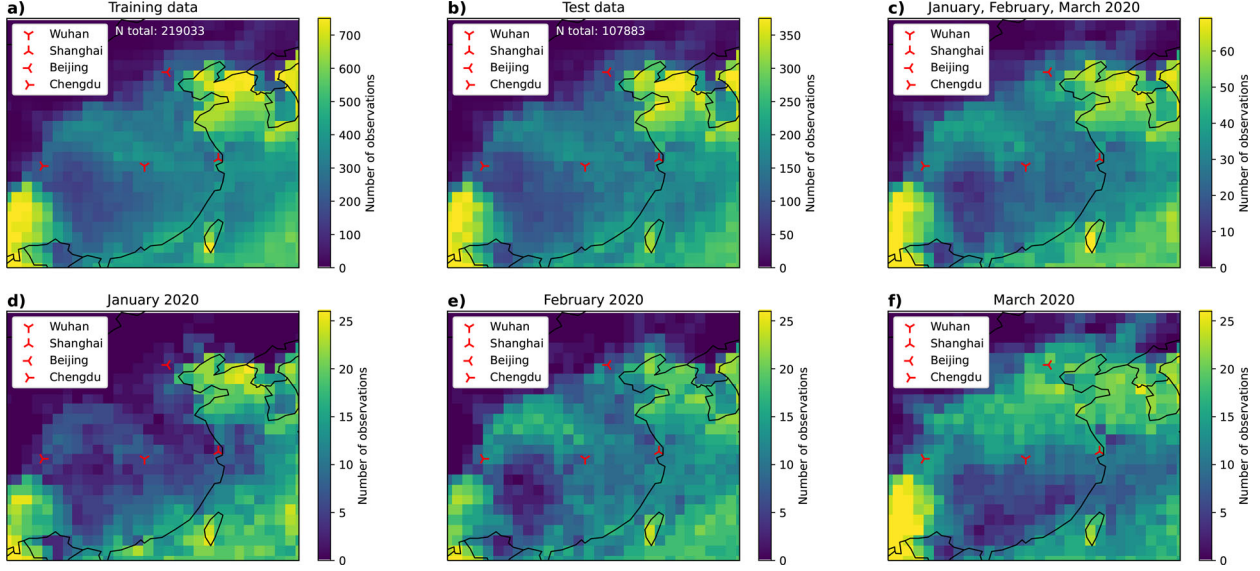 a) Training data
N total: 219033
Wuhan
Shanghai
Beijing
Chengdu
700
600
500
400
300
200
100
0
Number of observations
b) Test data
N total: 107883
Wuhan
Shanghai
Beijing
Chengdu
350
300
250
200
150
100
50
0
Number of observations
c) January, February, March 2020
Wuhan
Shanghai
Beijing
Chengdu
60
50
40
30
20
10
0
Number of observations
d) January 2020
Wuhan
Shanghai
Beijing
Chengdu
25
20
15
10
5
0
Number of observations
e) February 2020
Wuhan
Shanghai
Beijing
Chengdu
25
20
15
10
5
0
Number of observations
f) March 2020
Wuhan
Shanghai
Beijing
Chengdu
25
20
15
10
5
0
Number of observations